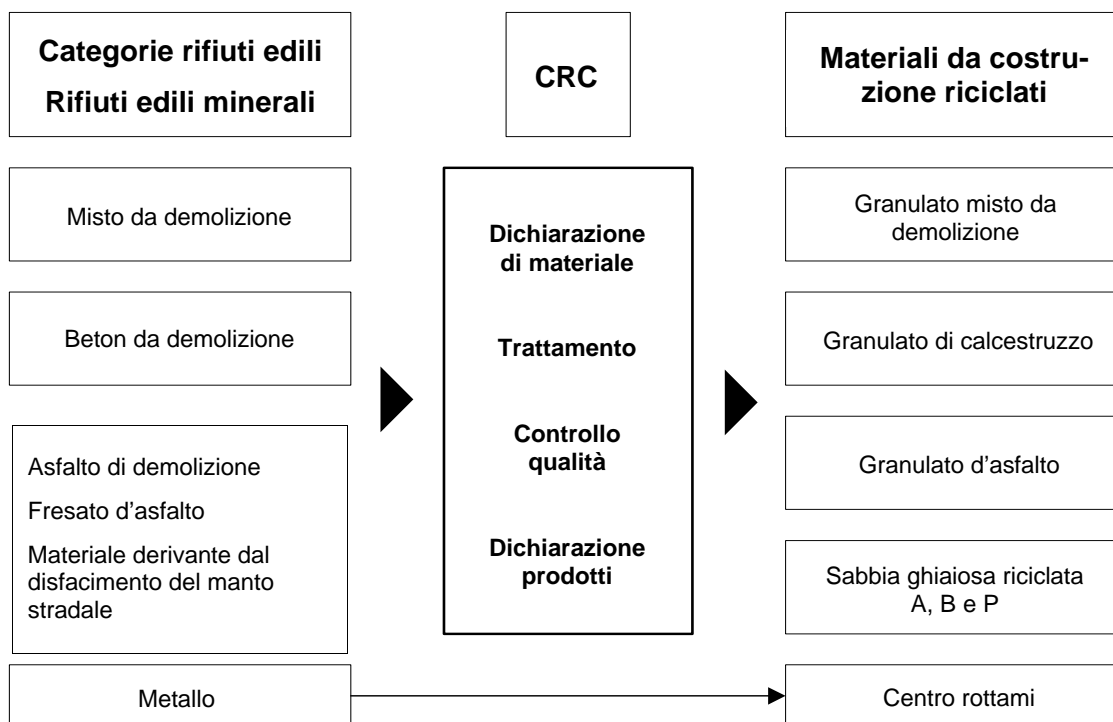 Categorie rifiuti edili
Rifiuti edili minerali
CRC
Materiali da costru-
zione riciclati
Misto da demolizione
Beton da demolizione
Asfalto di demolizione
Fresato d’asfalto
Materiale derivante dal
disfacimento del manto
stradale
Metallo
Dichiarazione
di materiale
Trattamento
Controllo
qualità
Dichiarazione
prodotti
Granulato misto da
demolizione
Granulato di calcestruzzo
Granulato d’asfalto
Sabbia ghiaiosa riciclata
A, B e P
Centro rottami